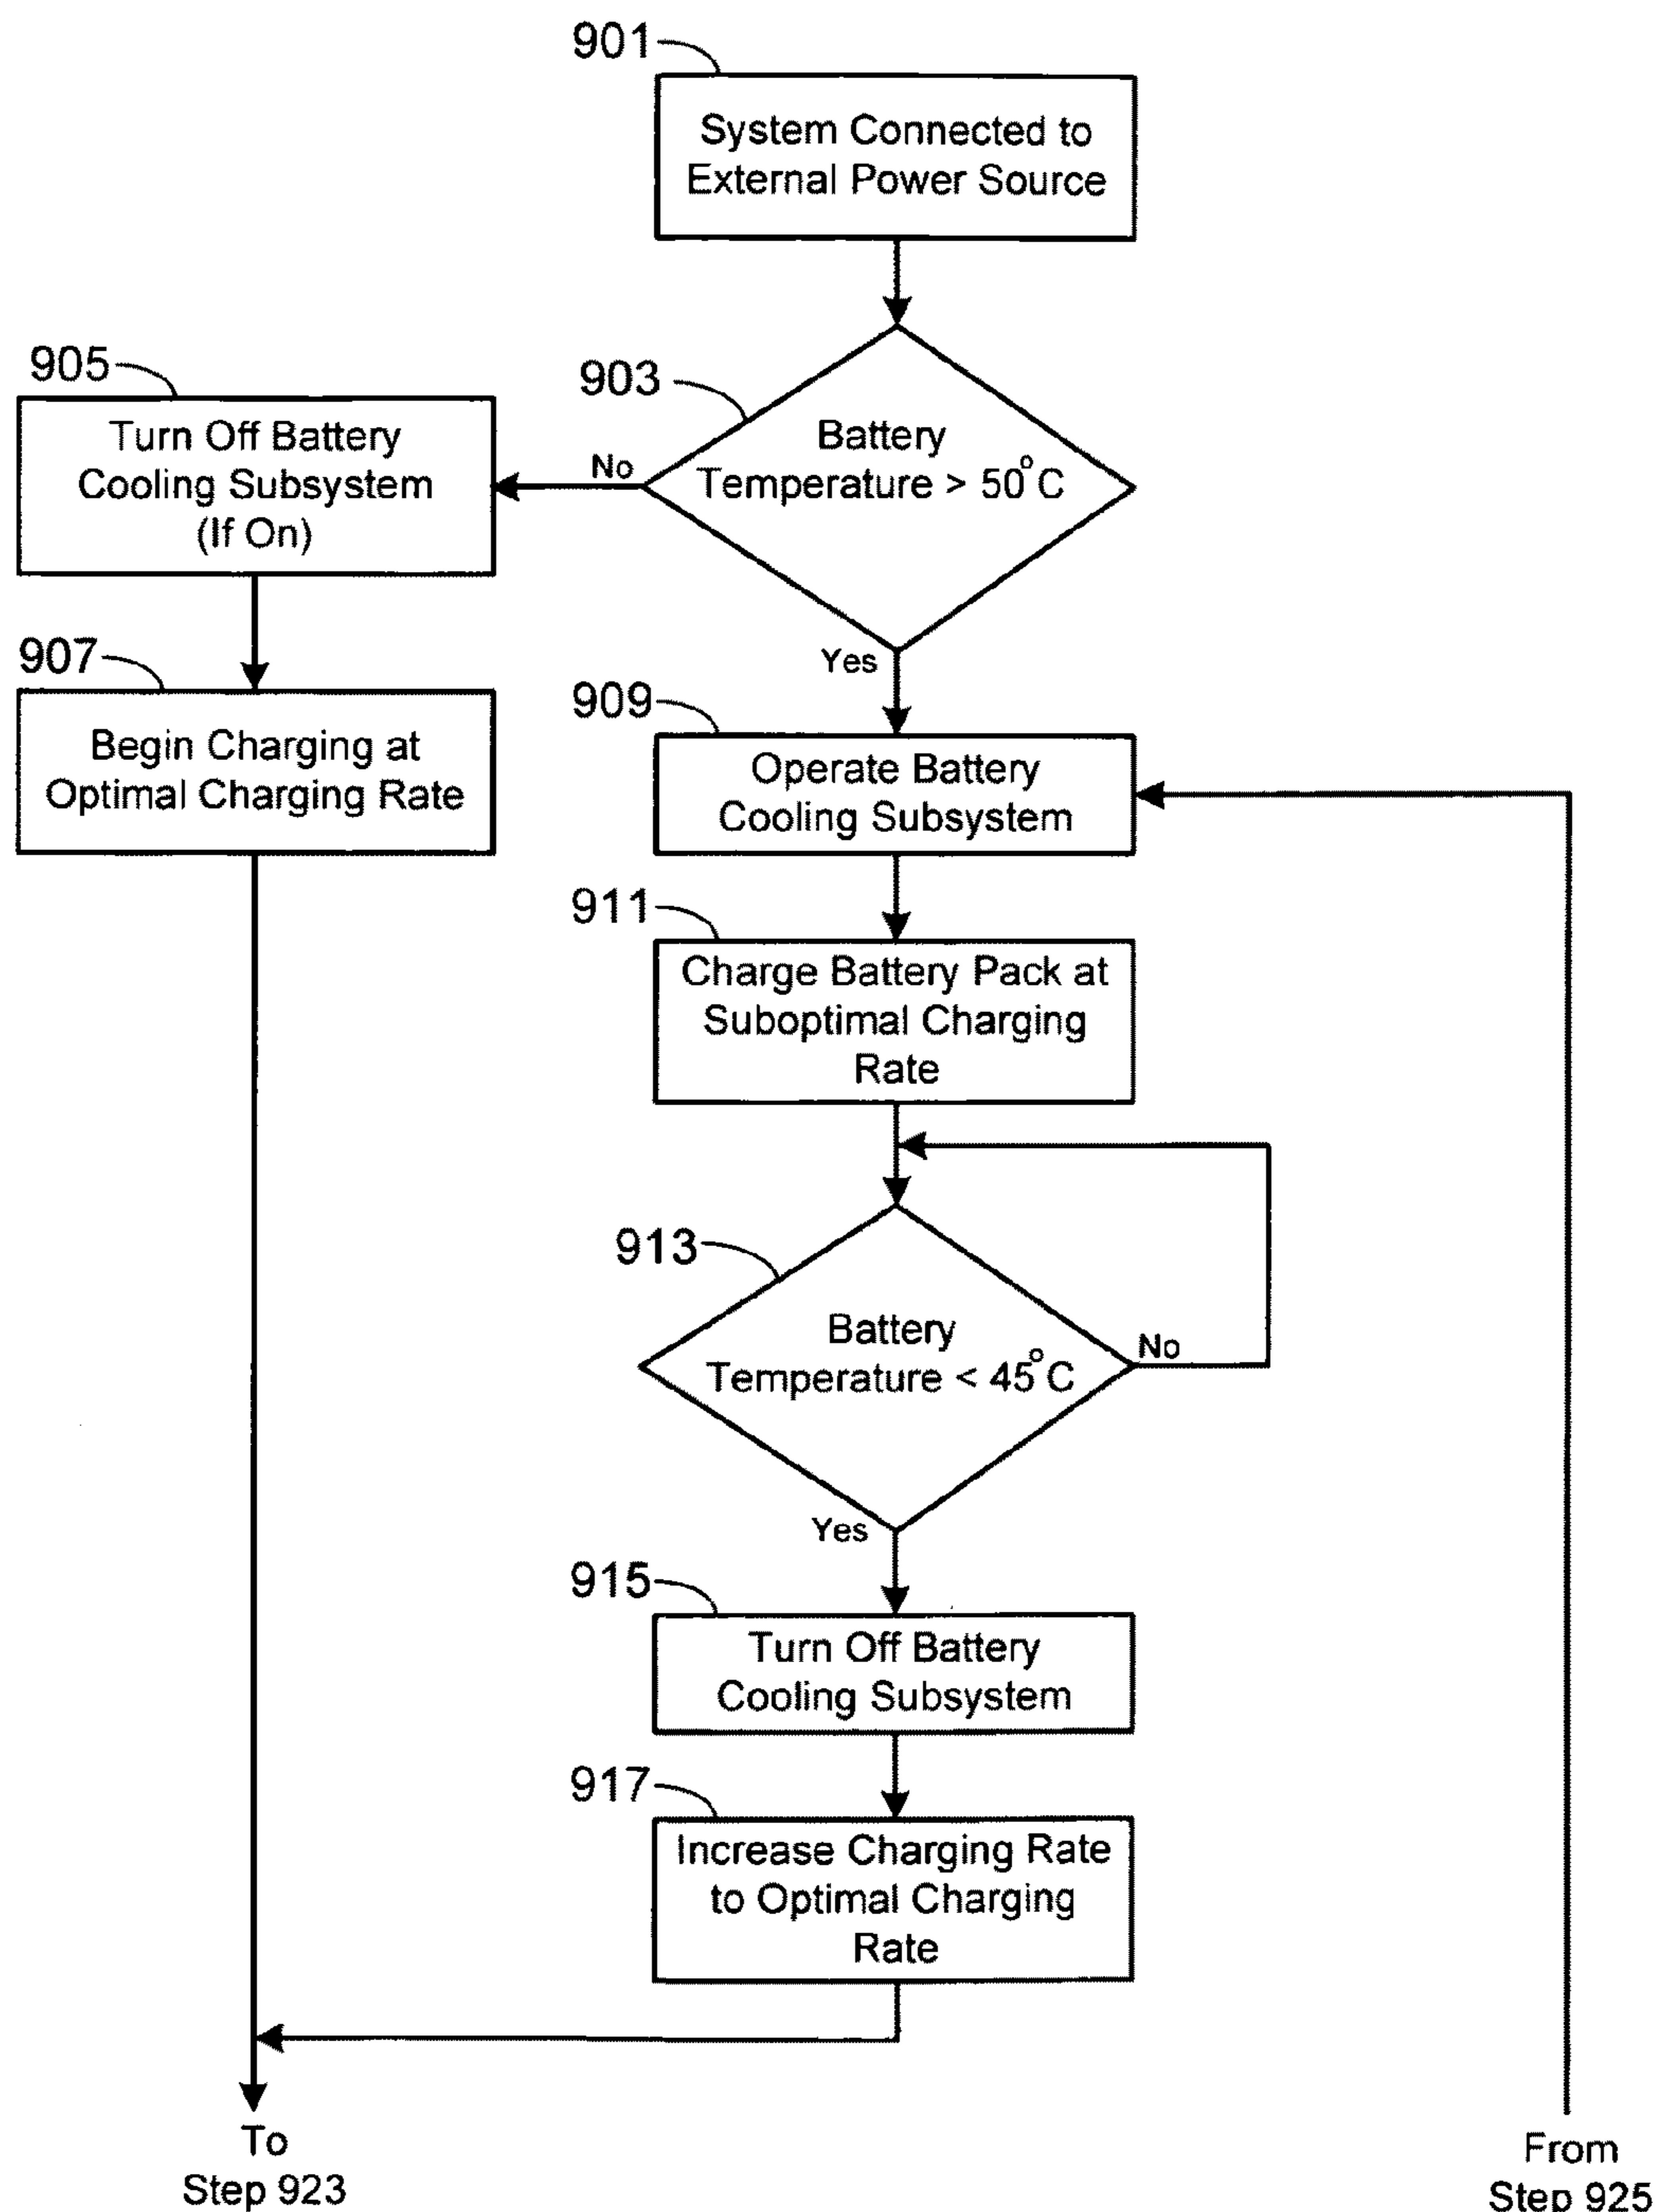 901
System Connected to
External Power Source
903
Battery
Temperature > 50°C
No
Yes
905
Turn Off Battery
Cooling Subsystem
(If On)
907
Begin Charging at
Optimal Charging Rate
909
Operate Battery
Cooling Subsystem
911
Charge Battery Pack at
Suboptimal Charging
Rate
913
Battery
Temperature < 45°C
No
Yes
915
Turn Off Battery
Cooling Subsystem
917
Increase Charging Rate
to Optimal Charging
Rate
To
Step 923
From
Step 925